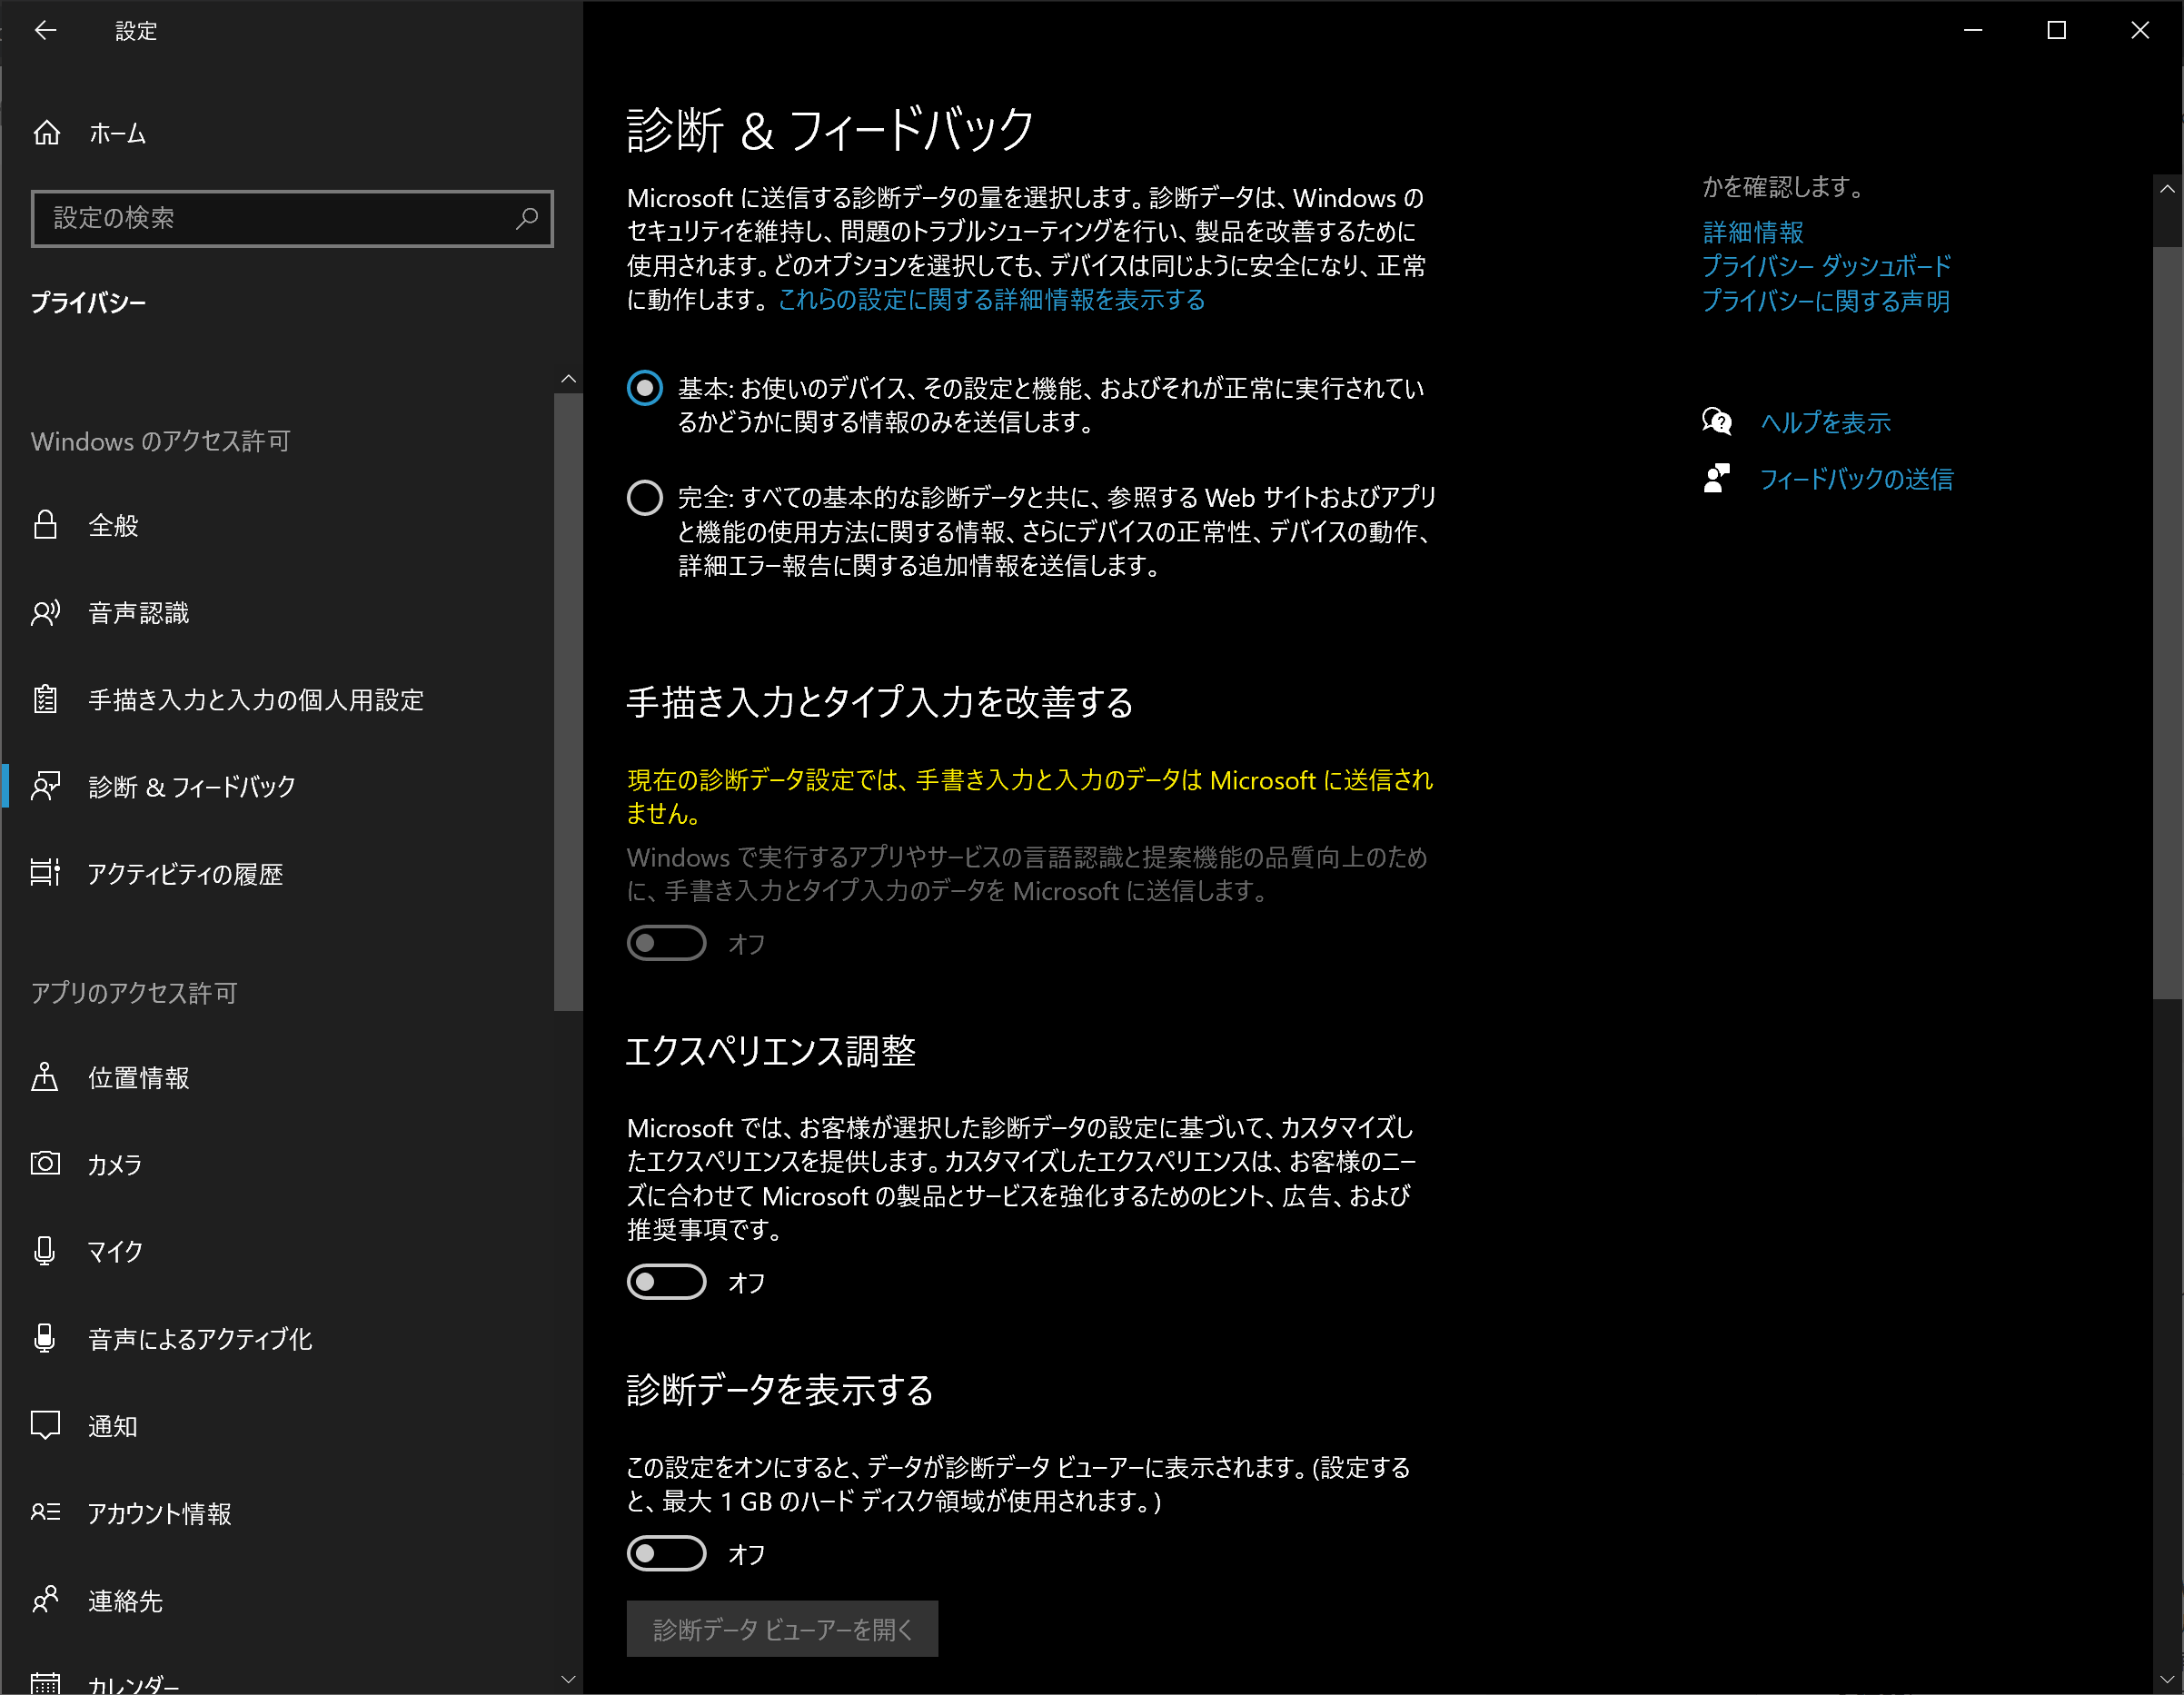 設定
ホーム
設定の検索
プライバシー
Windows のアクセス許可
全般
音声認識
手描き入力と入力の個人用設定
診断 & フィードバック
アクティビティの履歴
アプリのアクセス許可
位置情報
カメラ
マイク
音声によるアクティブ化
通知
アカウント情報
連絡先
カレンダー
診断 & フィードバック
Microsoft に送信する診断データの量を選択します。診断データは、Windows の
セキュリティを維持し、問題のトラブルシューティングを行い、製品を改善するために
使用されます。どのオプションを選択しても、デバイスは同じように安全になり、正常
に動作します。 これらの設定に関する詳細情報を表示する
基本: お使いのデバイス、その設定と機能、およびそれが正常に実行されてい
るかどうかに関する情報のみを送信します。
完全: すべての基本的な診断データと共に、参照する Web サイトおよびアプリ
と機能の使用方法に関する情報、さらにデバイスの正常性、デバイスの動作、
詳細エラー報告に関する追加情報を送信します。
手描き入力とタイプ入力を改善する
現在の診断データ設定では、手書き入力と入力のデータは Microsoft に送信され
ません。
Windows で実行するアプリやサービスの言語認識と提案機能の品質向上のため
に、手書き入力とタイプ入力のデータを Microsoft に送信します。
オフ
エクスペリエンス調整
Microsoft では、お客様が選択した診断データの設定に基づいて、カスタマイズし
たエクスペリエンスを提供します。カスタマイズしたエクスペリエンスは、お客様のニー
ズに合わせて Microsoft の製品とサービスを強化するためのヒント、広告、および
推奨事項です。
オフ
診断データを表示する
この設定をオンにすると、データが診断データ ビューアーに表示されます。(設定する
と、最大 1 GB のハード ディスク領域が使用されます。)
オフ
診断データ ビューアーを開く
かを確認します。
詳細情報
プライバシー ダッシュボード
プライバシーに関する声明
ヘルプを表示
フィードバックの送信